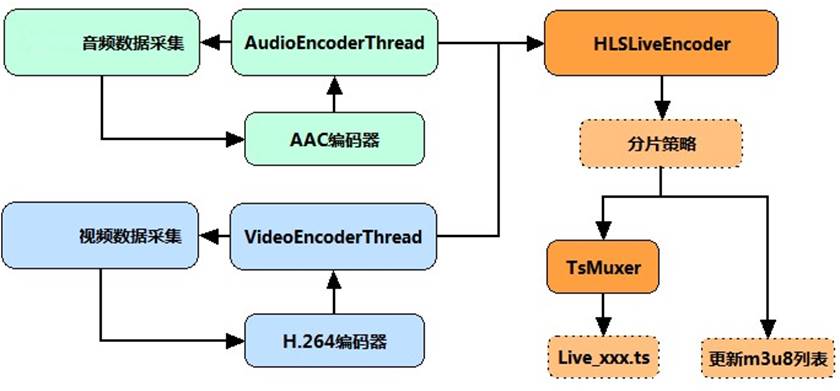 音频数据采集
AudioEncoderThread
HLSLiveEncoder
AAC编码器
分片策略
视频数据采集
VideoEncoderThread
TsMuxer
H.264编码器
Live_xxx.ts
更新m3u8列表